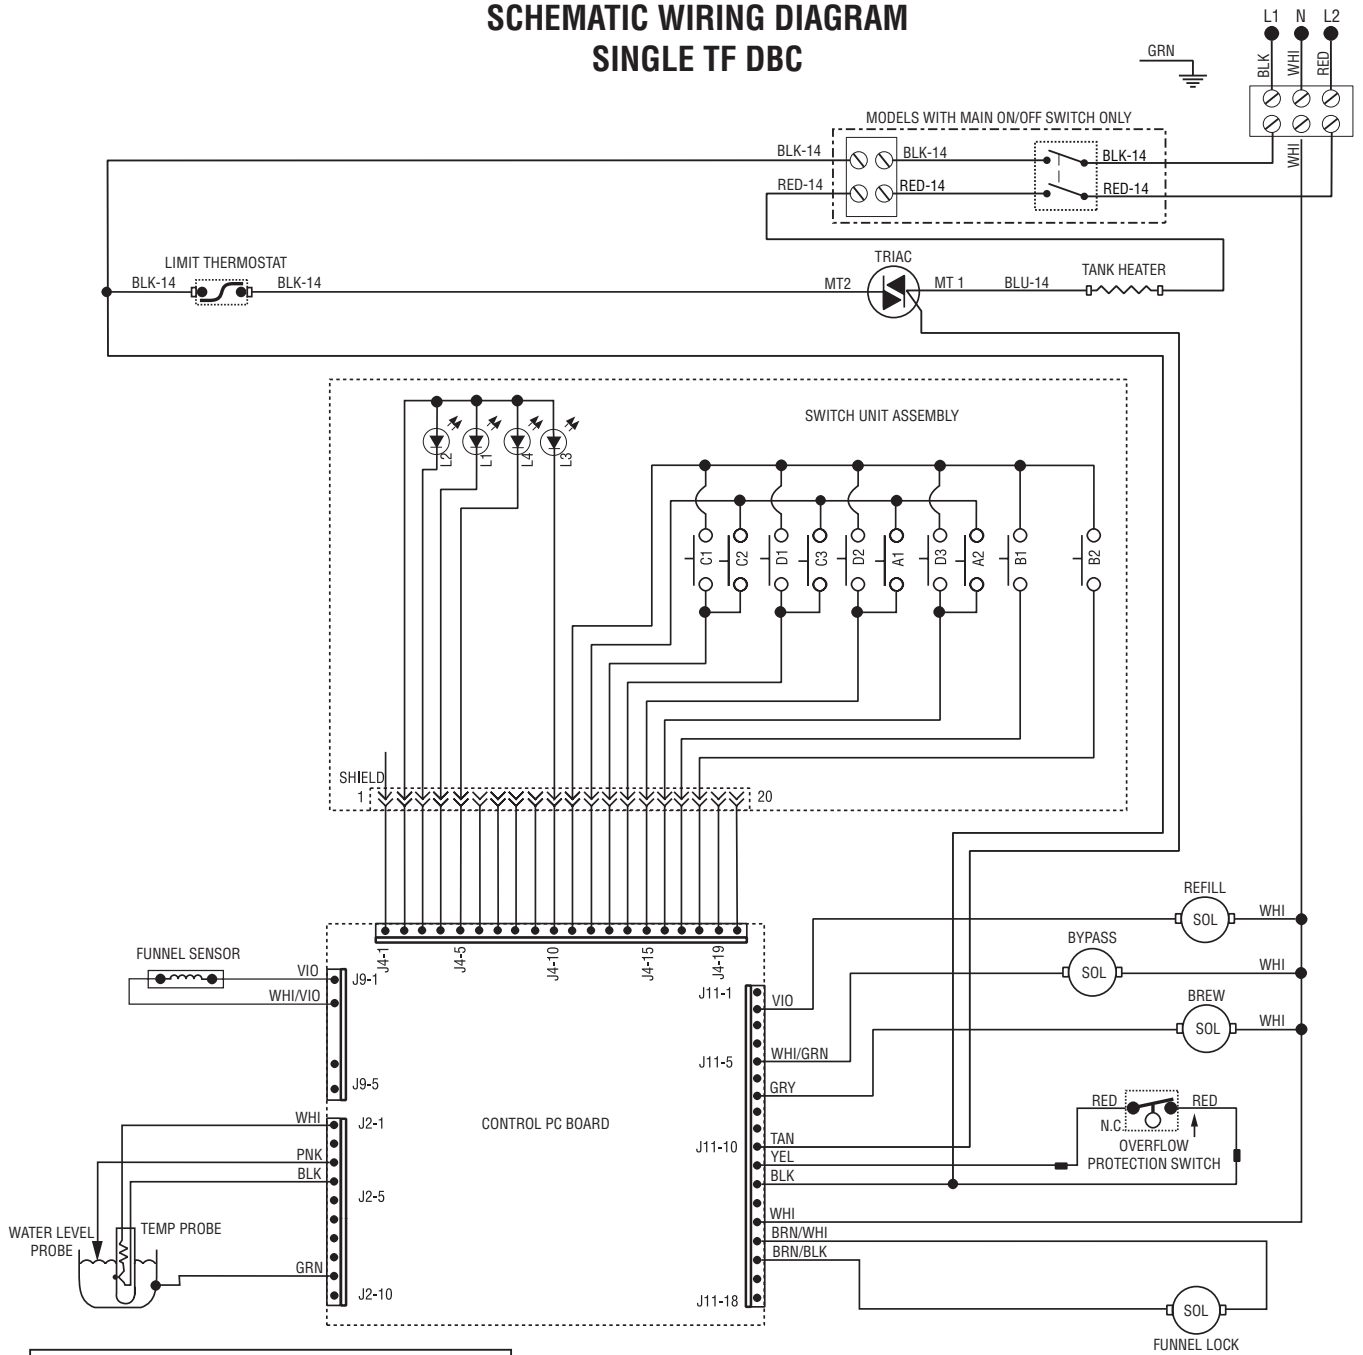 SCHEMATIC WIRING DIAGRAM
SINGLE TF DBC
L1 N L2
GRN
BLK
WHI
RED
MODELS WITH MAIN ON/OFF SWITCH ONLY
BLK-14
BLK-14
BLK-14
WHI
RED-14
RED-14
RED-14
LIMIT THERMOSTAT
BLK-14
BLK-14
TRIAC
MT2
MT 1
BLU-14
TANK HEATER
SWITCH UNIT ASSEMBLY
L2
L1
L4
L3
C1
C2
D1
C3
D2
A1
D3
A2
B1
B2
SHIELD
1
20
REFILL
SOL
WHI
BYPASS
SOL
WHI
BREW
SOL
WHI
FUNNEL SENSOR
VIO
WHI/VIO
J9-1
J9-5
J4-1
J4-5
J4-10
J4-15
J4-19
J11-1
VIO
J11-5
WHI/GRN
GRY
CONTROL PC BOARD
RED
RED
N.C.
OVERFLOW
PROTECTION SWITCH
J11-10
TAN
YEL
BLK
WHI
BRN/WHI
BRN/BLK
J11-18
WHI
J2-1
PNK
BLK
J2-5
WATER LEVEL
PROBE
TEMP PROBE
GRN
J2-10
SOL
FUNNEL LOCK